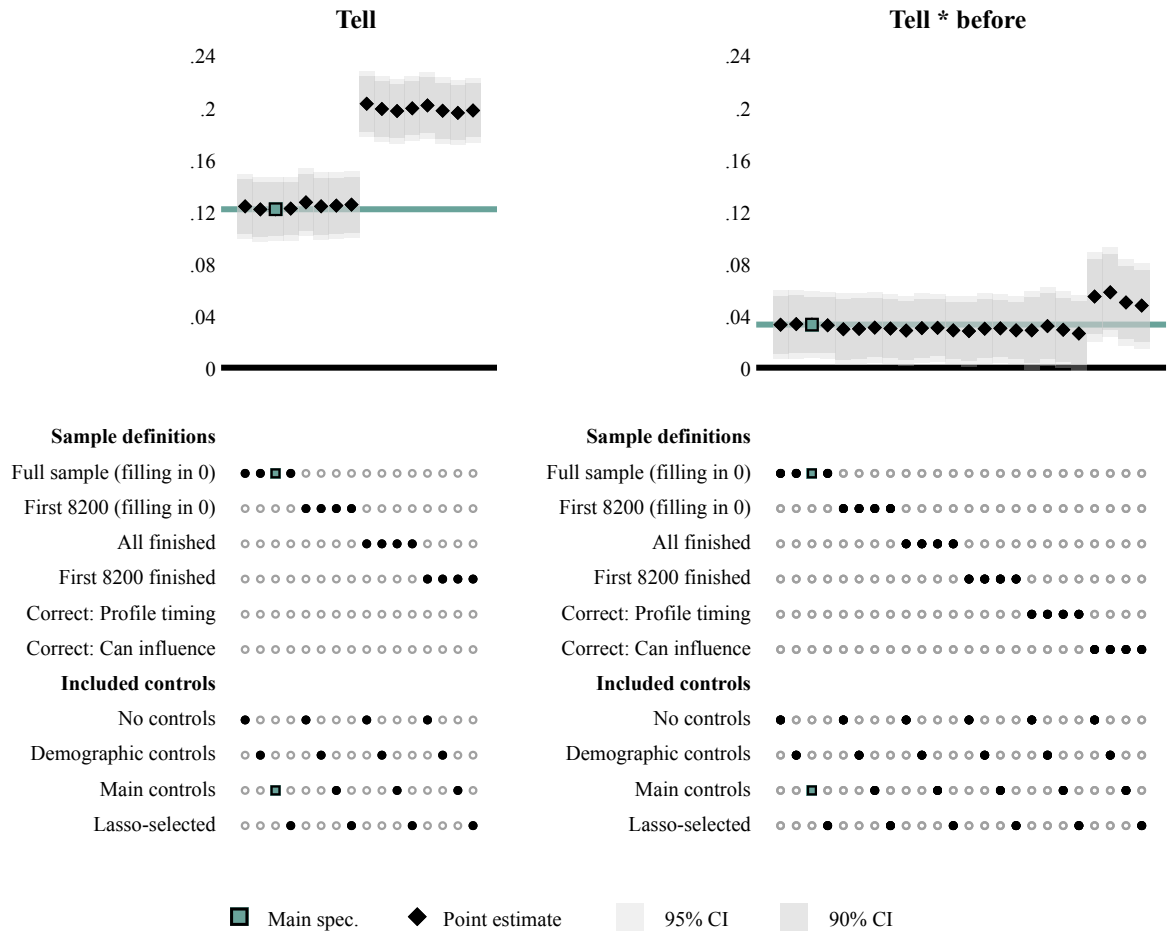 Tell
.24
.2
.16
.12
.08
.04
0
Sample definitions
Full sample (filling in 0)
First 8200 (filling in 0)
All finished
First 8200 finished
Correct: Profile timing
Correct: Can influence
Included controls
No controls
Demographic controls
Main controls
Lasso-selected
Tell * before
.24
.2
.16
.12
.08
.04
0
Sample definitions
Full sample (filling in 0)
First 8200 (filling in 0)
All finished
First 8200 finished
Correct: Profile timing
Correct: Can influence
Included controls
No controls
Demographic controls
Main controls
Lasso-selected
Main spec. Point estimate 95% CI 90% CI